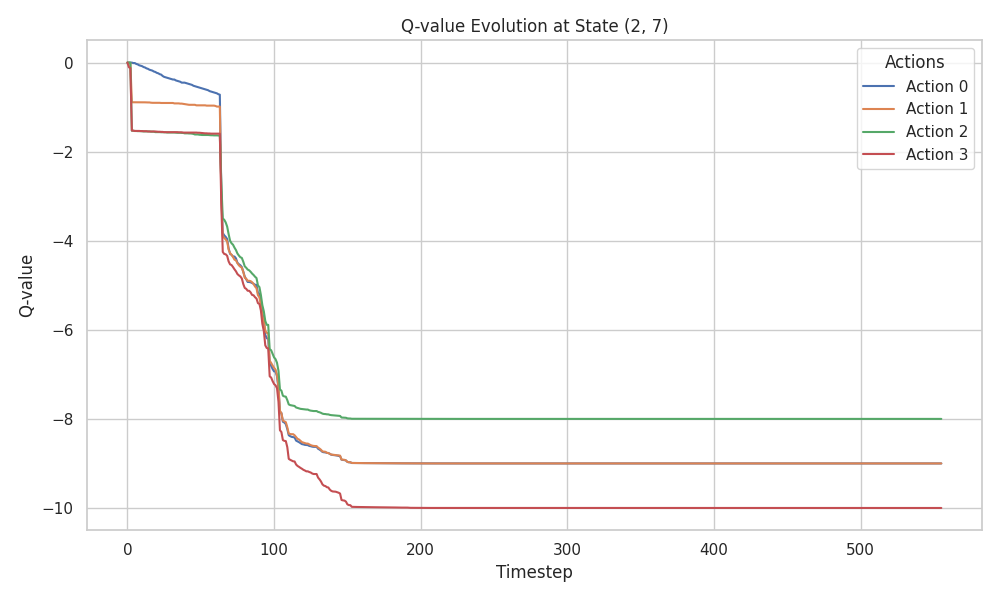 Q-value Evolution at State (2, 7)
Actions
Action 0
Action 1
Action 2
Action 3
Q-value
0
−2
−4
−6
−8
−10
0
100
200
300
400
500
Timestep